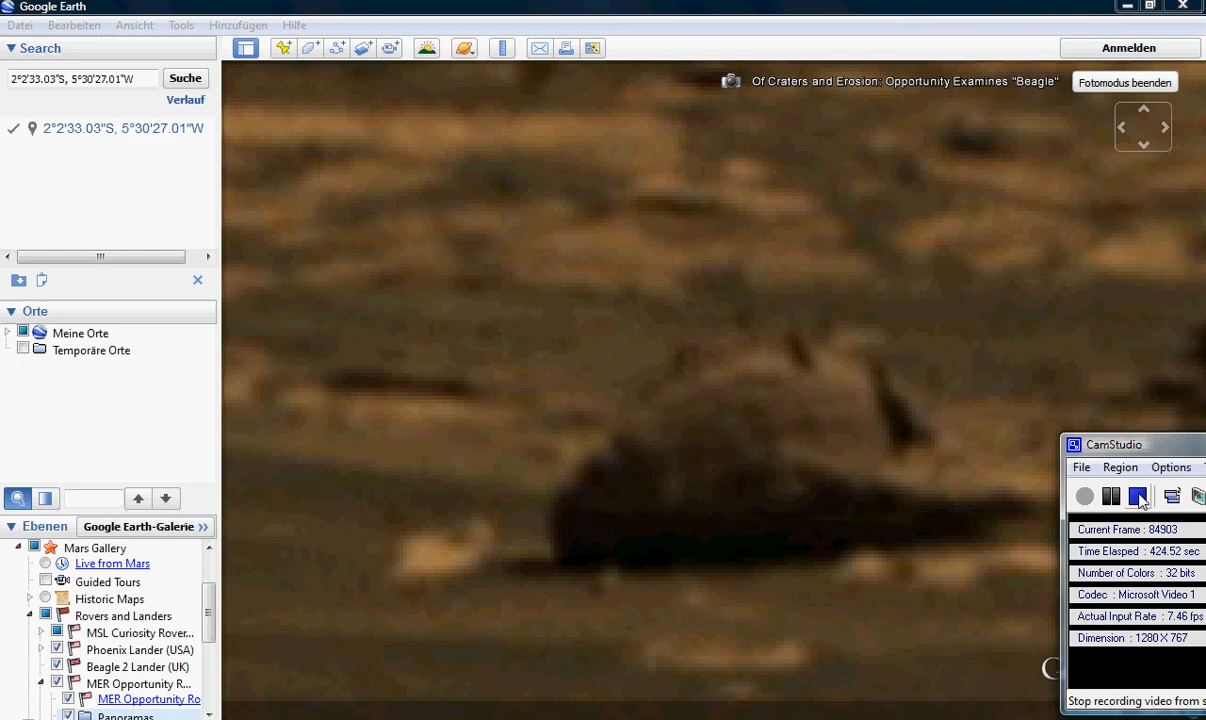 Google Earth
Datei Bearbeiten Ansicht Tools Hinzufügen Hilfe
Search
2°2'33.03"S, 5°30'27.01"W Suche
Verlauf
2°2'33.03"S, 5°30'27.01"W
Anmelden
Of Craters and Erosion: Opportunity Examines "Beagle" Fotomodus beenden
Orte
Meine Orte
Temporäre Orte
Ebenen Google Earth-Galerie >>
Mars Gallery
Live from Mars
Guided Tours
Historic Maps
Rovers and Landers
MSL Curiosity Rover...
Phoenix Lander (USA)
Beagle 2 Lander (UK)
MER Opportunity R...
MER Opportunity Ro
Panoramas
CamStudio
File Region Options
Current Frame : 84903
Time Elasped : 424.52 sec
Number of Colors : 32 bits
Codec : Microsoft Video 1
Actual Input Rate : 7.46 fps
Dimension : 1280 X 767
Stop recording video from s